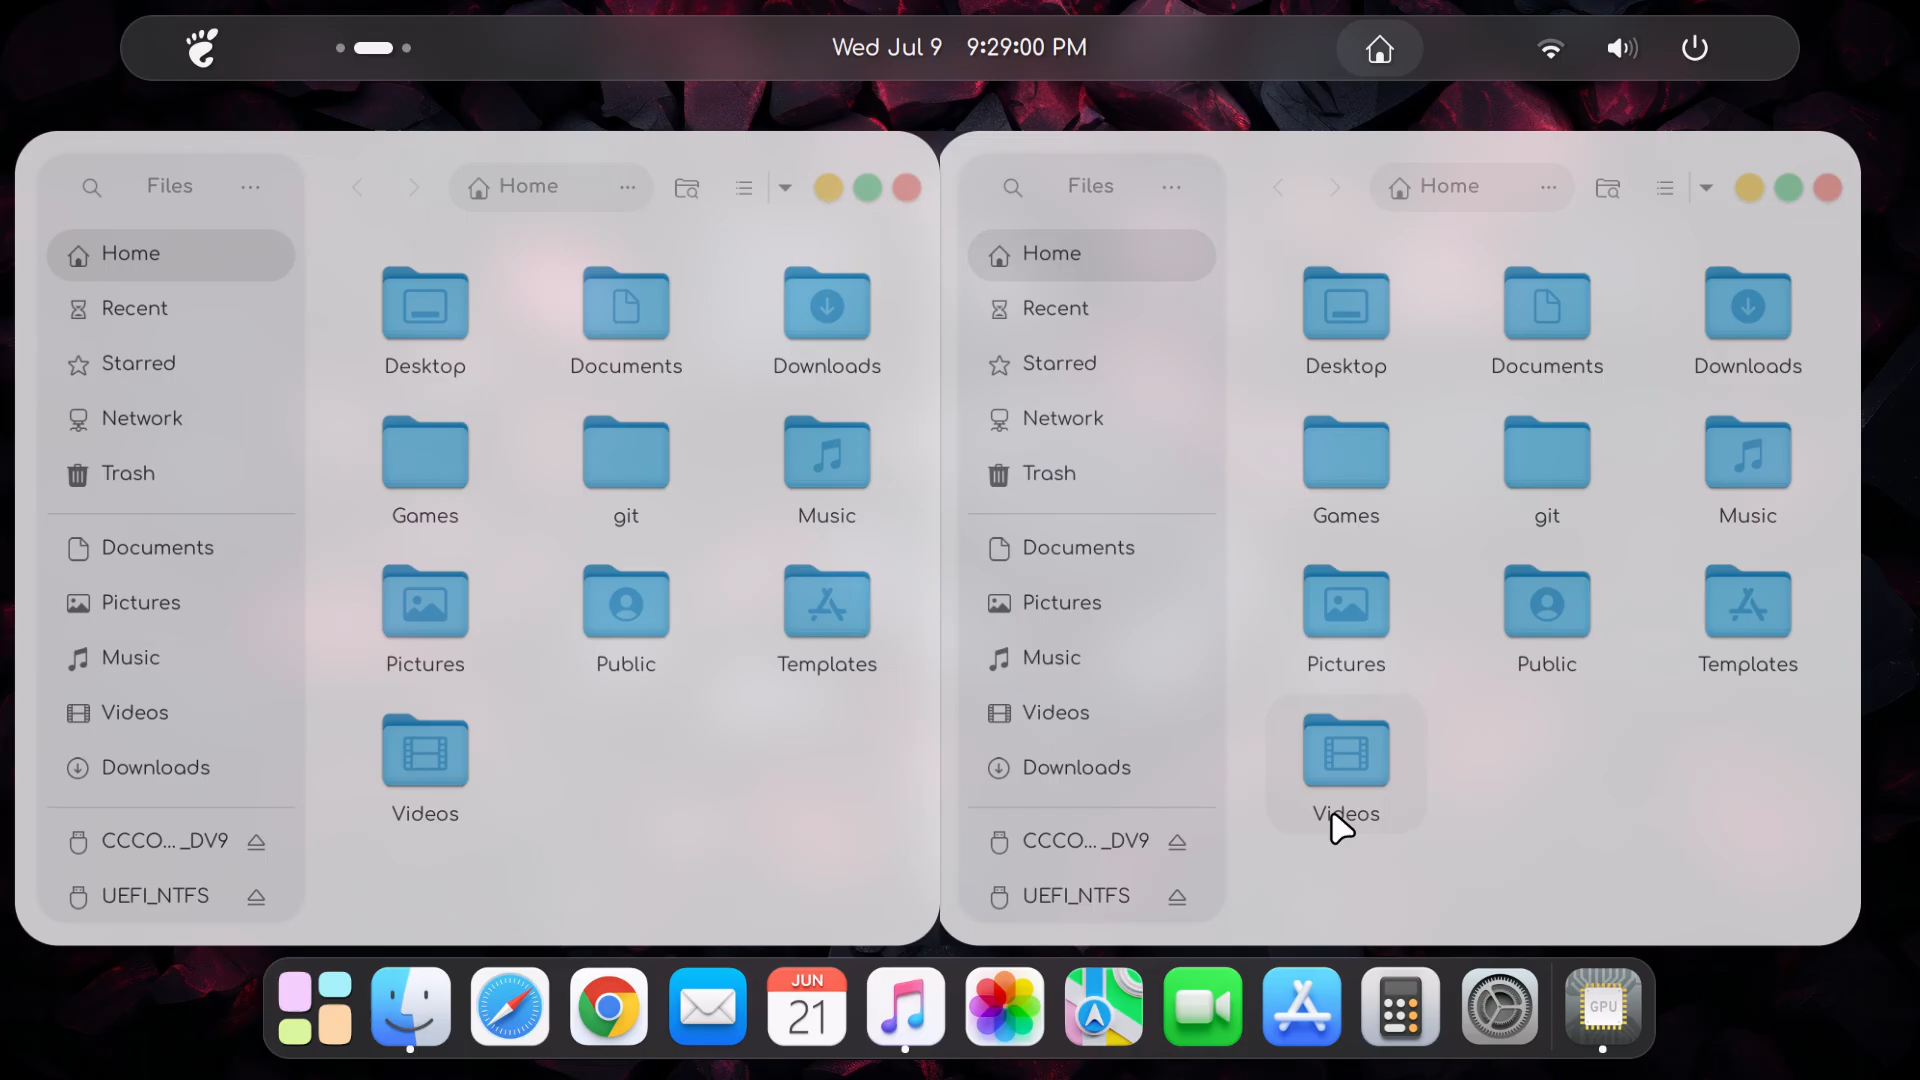 Wed Jul 9 9:29:00 PM
Files
Home
Home
Recent
Starred
Network
Trash
Documents
Pictures
Music
Videos
Downloads
CCCO... _DV9
UEFI_NTFS
Desktop
Documents
Downloads
Games
git
Music
Pictures
Public
Templates
Videos
Files
Home
Home
Recent
Starred
Network
Trash
Documents
Pictures
Music
Videos
Downloads
CCCO... _DV9
UEFI_NTFS
Desktop
Documents
Downloads
Games
git
Music
Pictures
Public
Templates
Videos
JUN
21
GPU